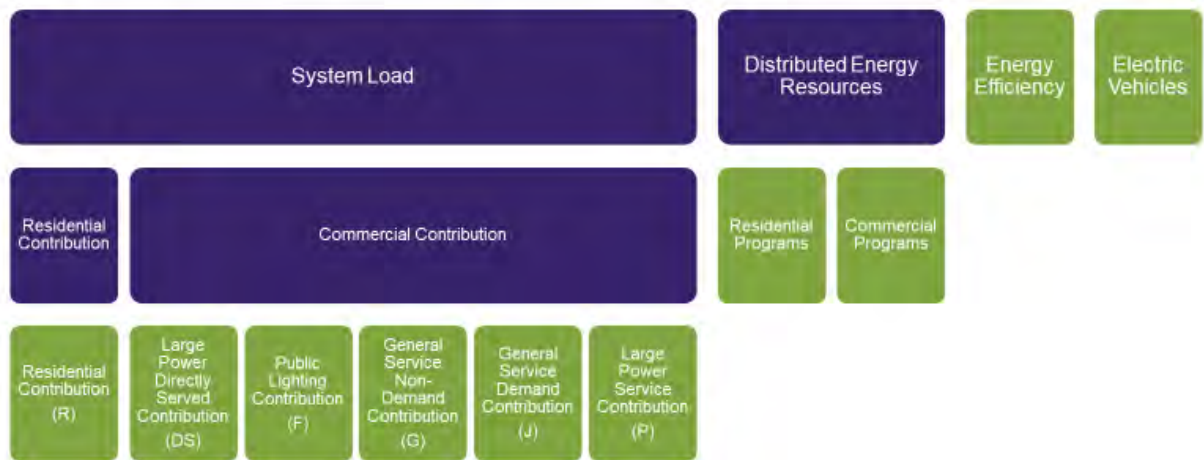 System Load
Distributed Energy
Resources
Energy
Efficiency
Electric
Vehicles
Residential
Contribution
Commercial Contribution
Residential
Programs
Commercial
Programs
Residential
Contribution
(R)
Large
Power
Directly
Served
Contribution
(DS)
Public
Lighting
Contribution
(F)
General
Service
Non-
Demand
Contribution
(G)
General
Service
Demand
Contribution
(J)
Large
Power
Service
Contribution
(P)